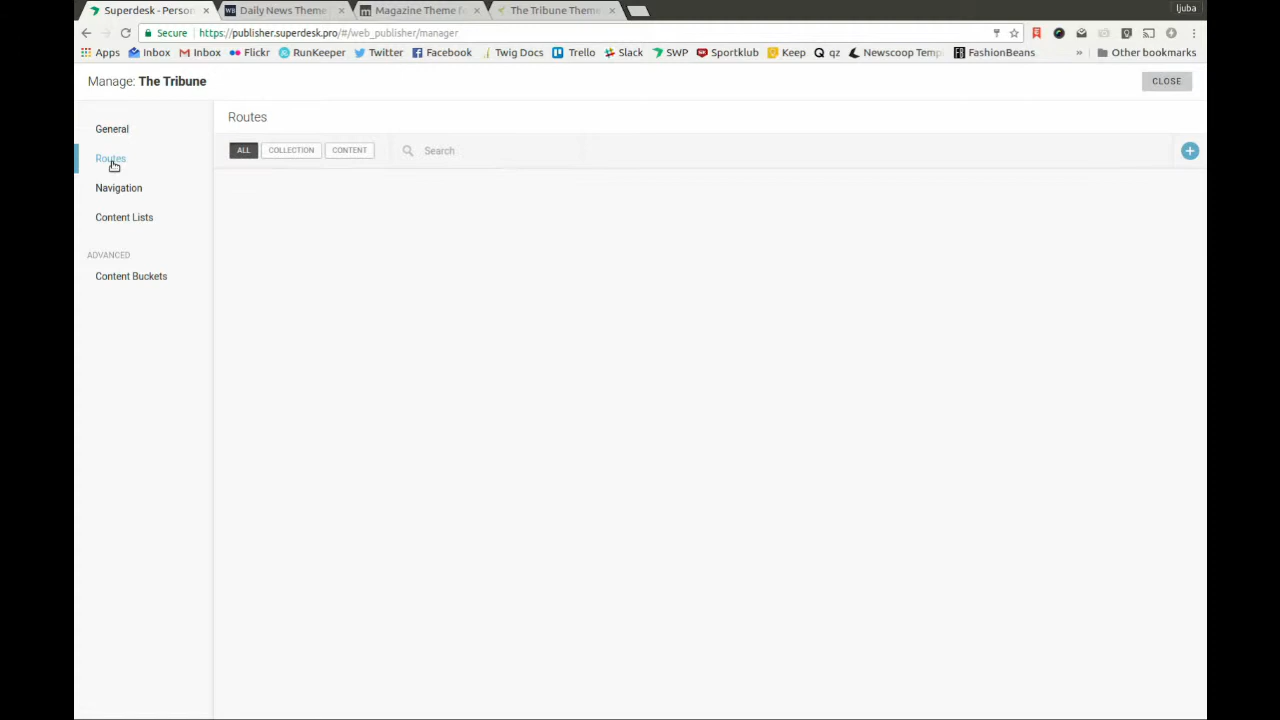 ljuba
Superdesk - Person
Daily News Theme
Magazine Theme f
The Tribune Theme
Secure https://publisher.superdesk.pro/#/web_publisher/manager
Apps Inbox Inbox Flickr RunKeeper Twitter Facebook Twig Docs Trello Slack SWP Sportklub Keep qz Newscoop Temp FashionBeans » Other bookmarks
Manage: The Tribune
CLOSE
General
Routes
Navigation
Content Lists
ADVANCED
Content Buckets
Routes
ALL COLLECTION CONTENT Search